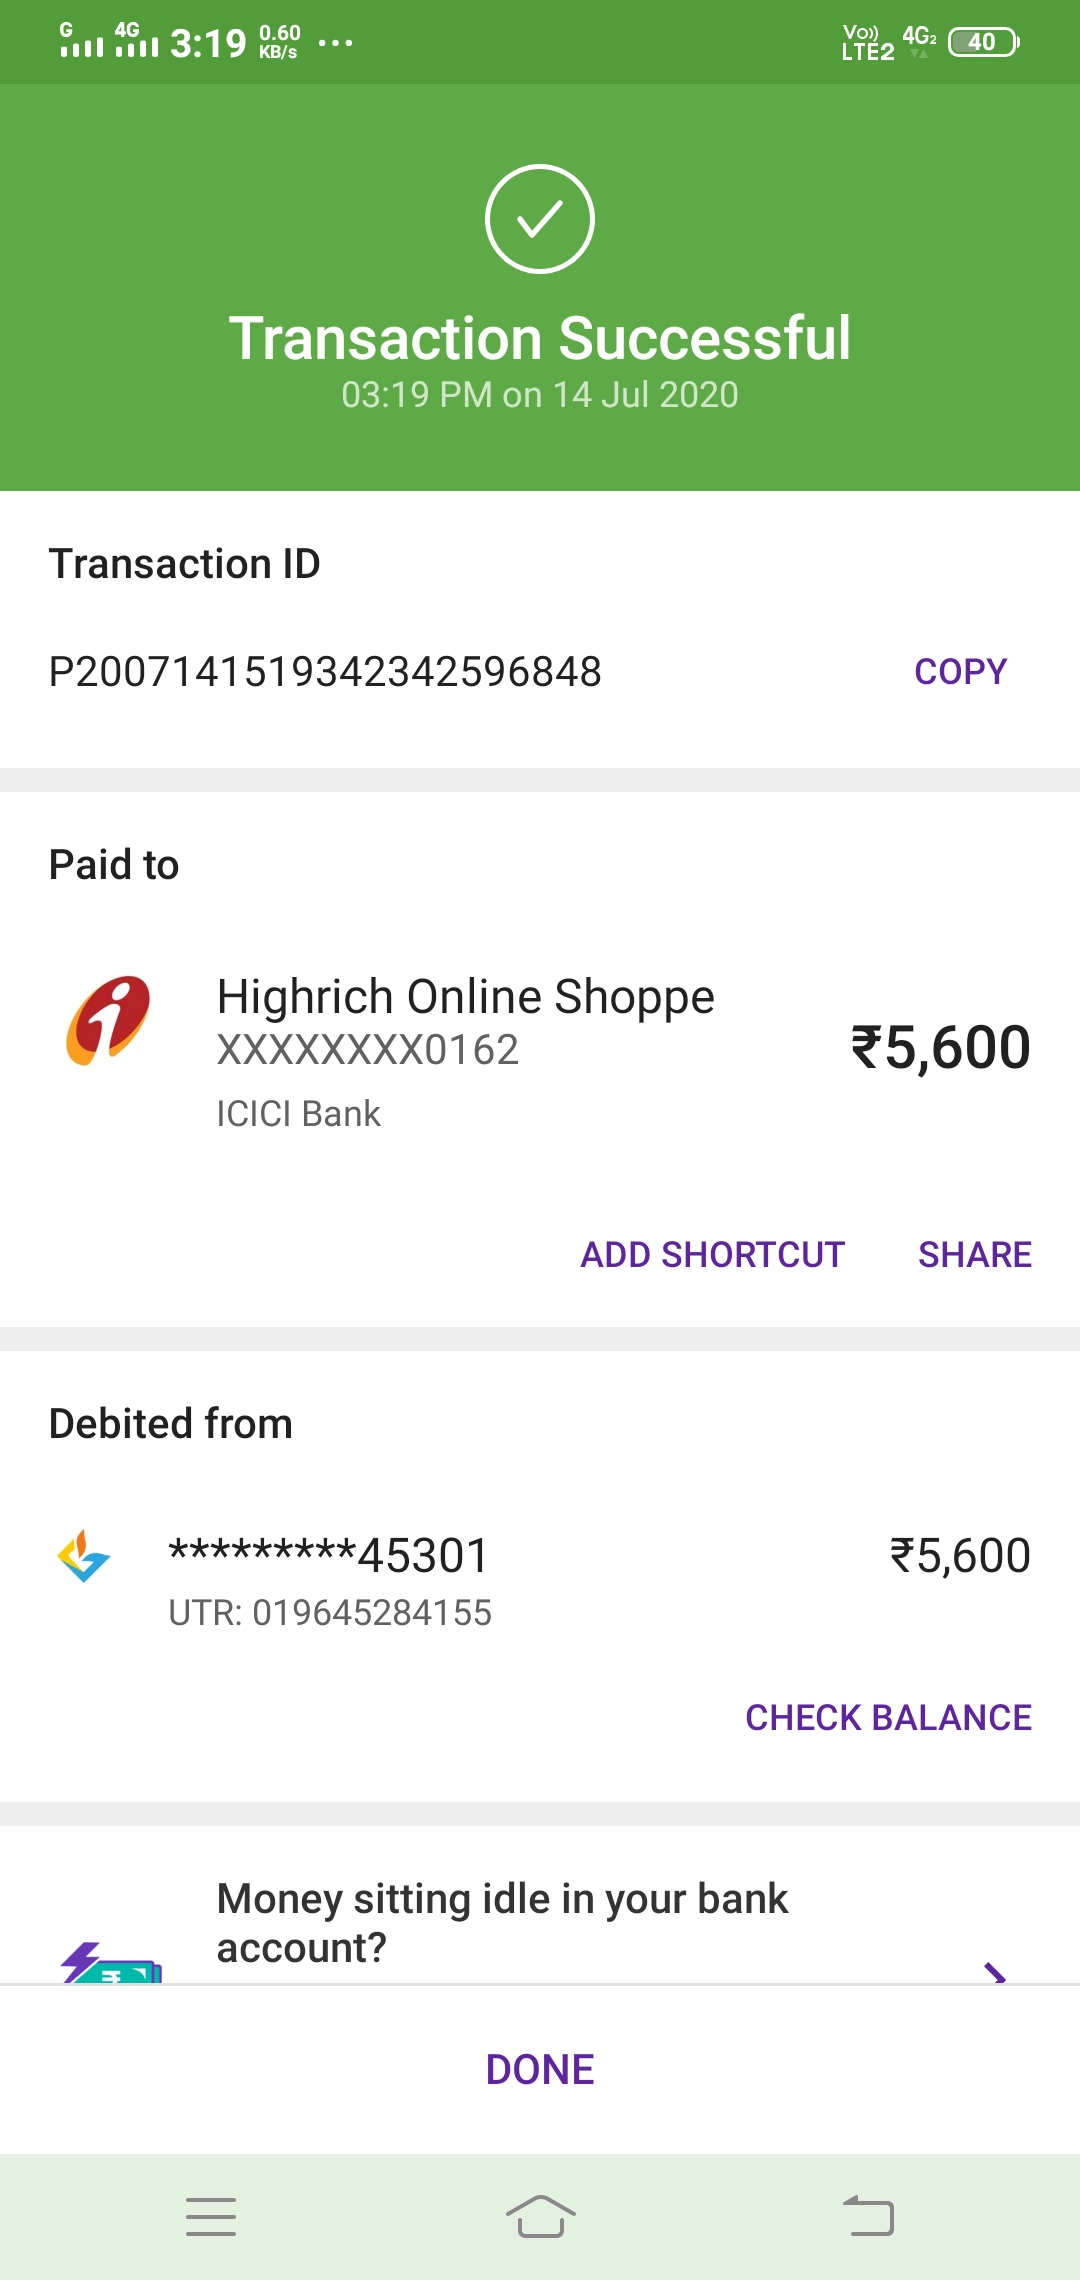 G 4G 3:19 0.60 KB/s ... Vo)) LTE2 4G2 40
Transaction Successful
03:19 PM on 14 Jul 2020
Transaction ID
P2007141519342342596848 COPY
Paid to
Highrich Online Shoppe
XXXXXXXX0162
₹5,600
ICICI Bank
ADD SHORTCUT SHARE
Debited from
*********45301 ₹5,600
UTR: 019645284155
CHECK BALANCE
Money sitting idle in your bank
account?
DONE